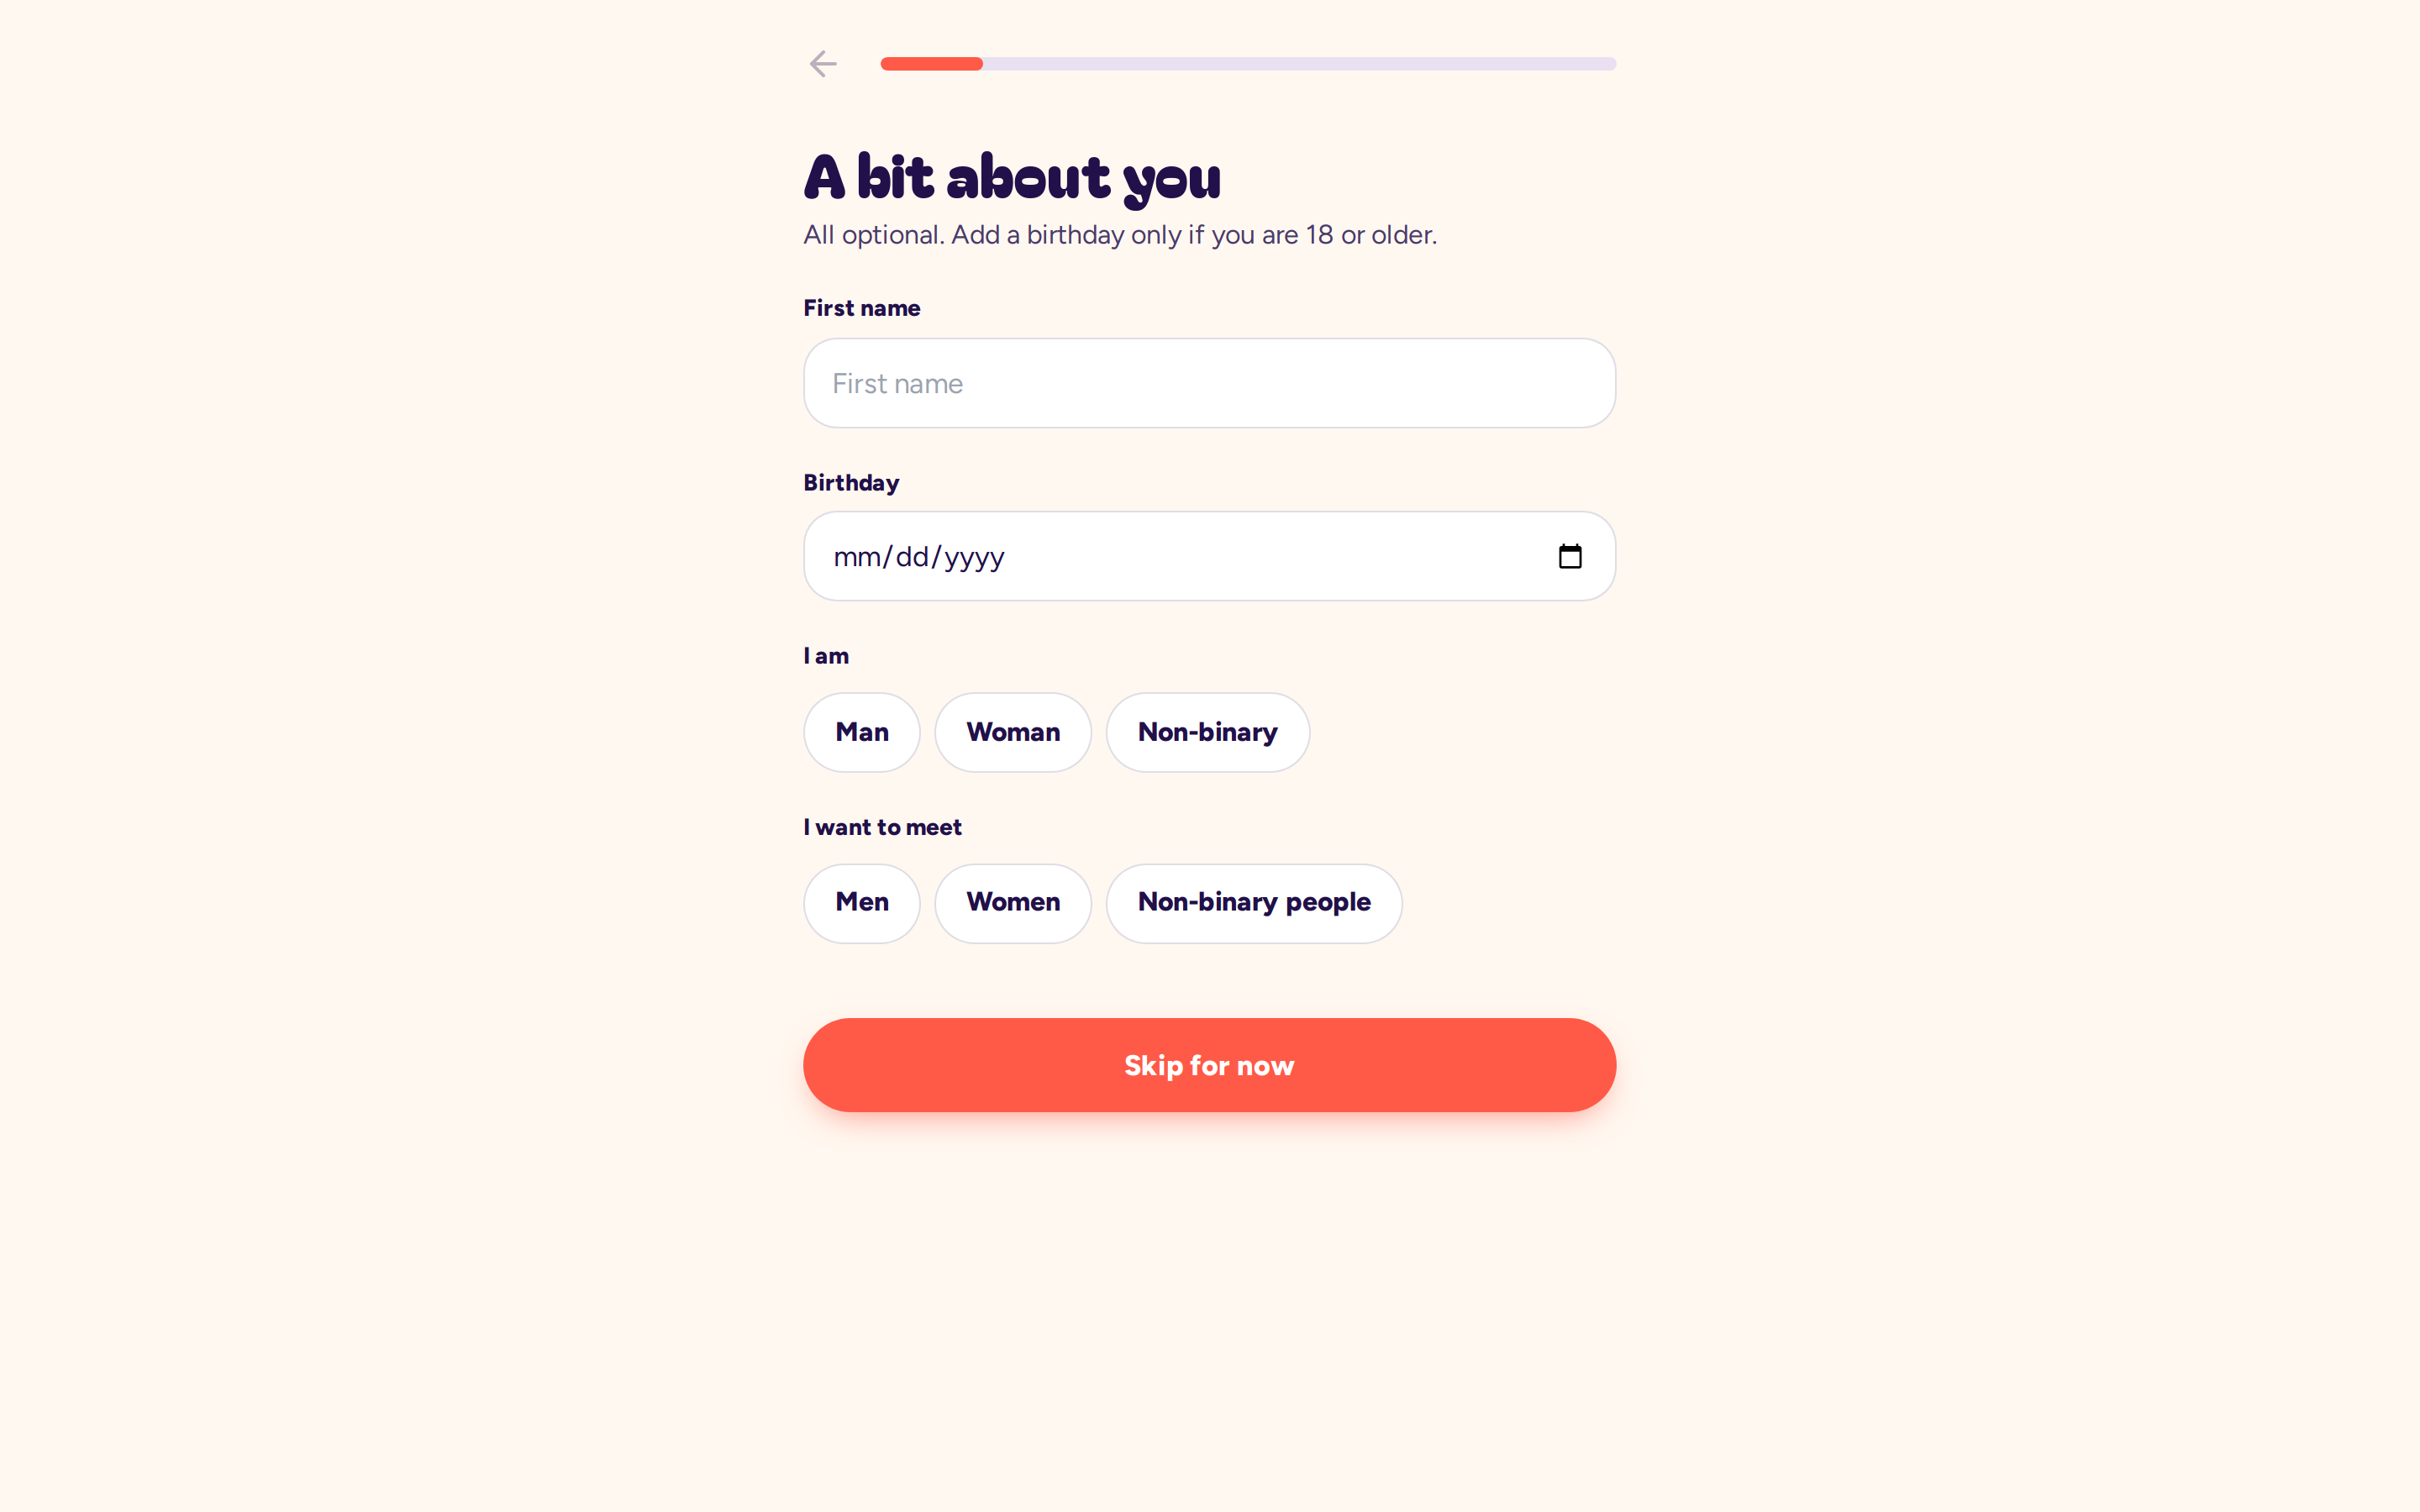 A bit about you
All optional. Add a birthday only if you are 18 or older.
First name
First name
Birthday
mm/dd/yyyy
I am
Man Woman Non-binary
I want to meet
Men Women Non-binary people
Skip for now